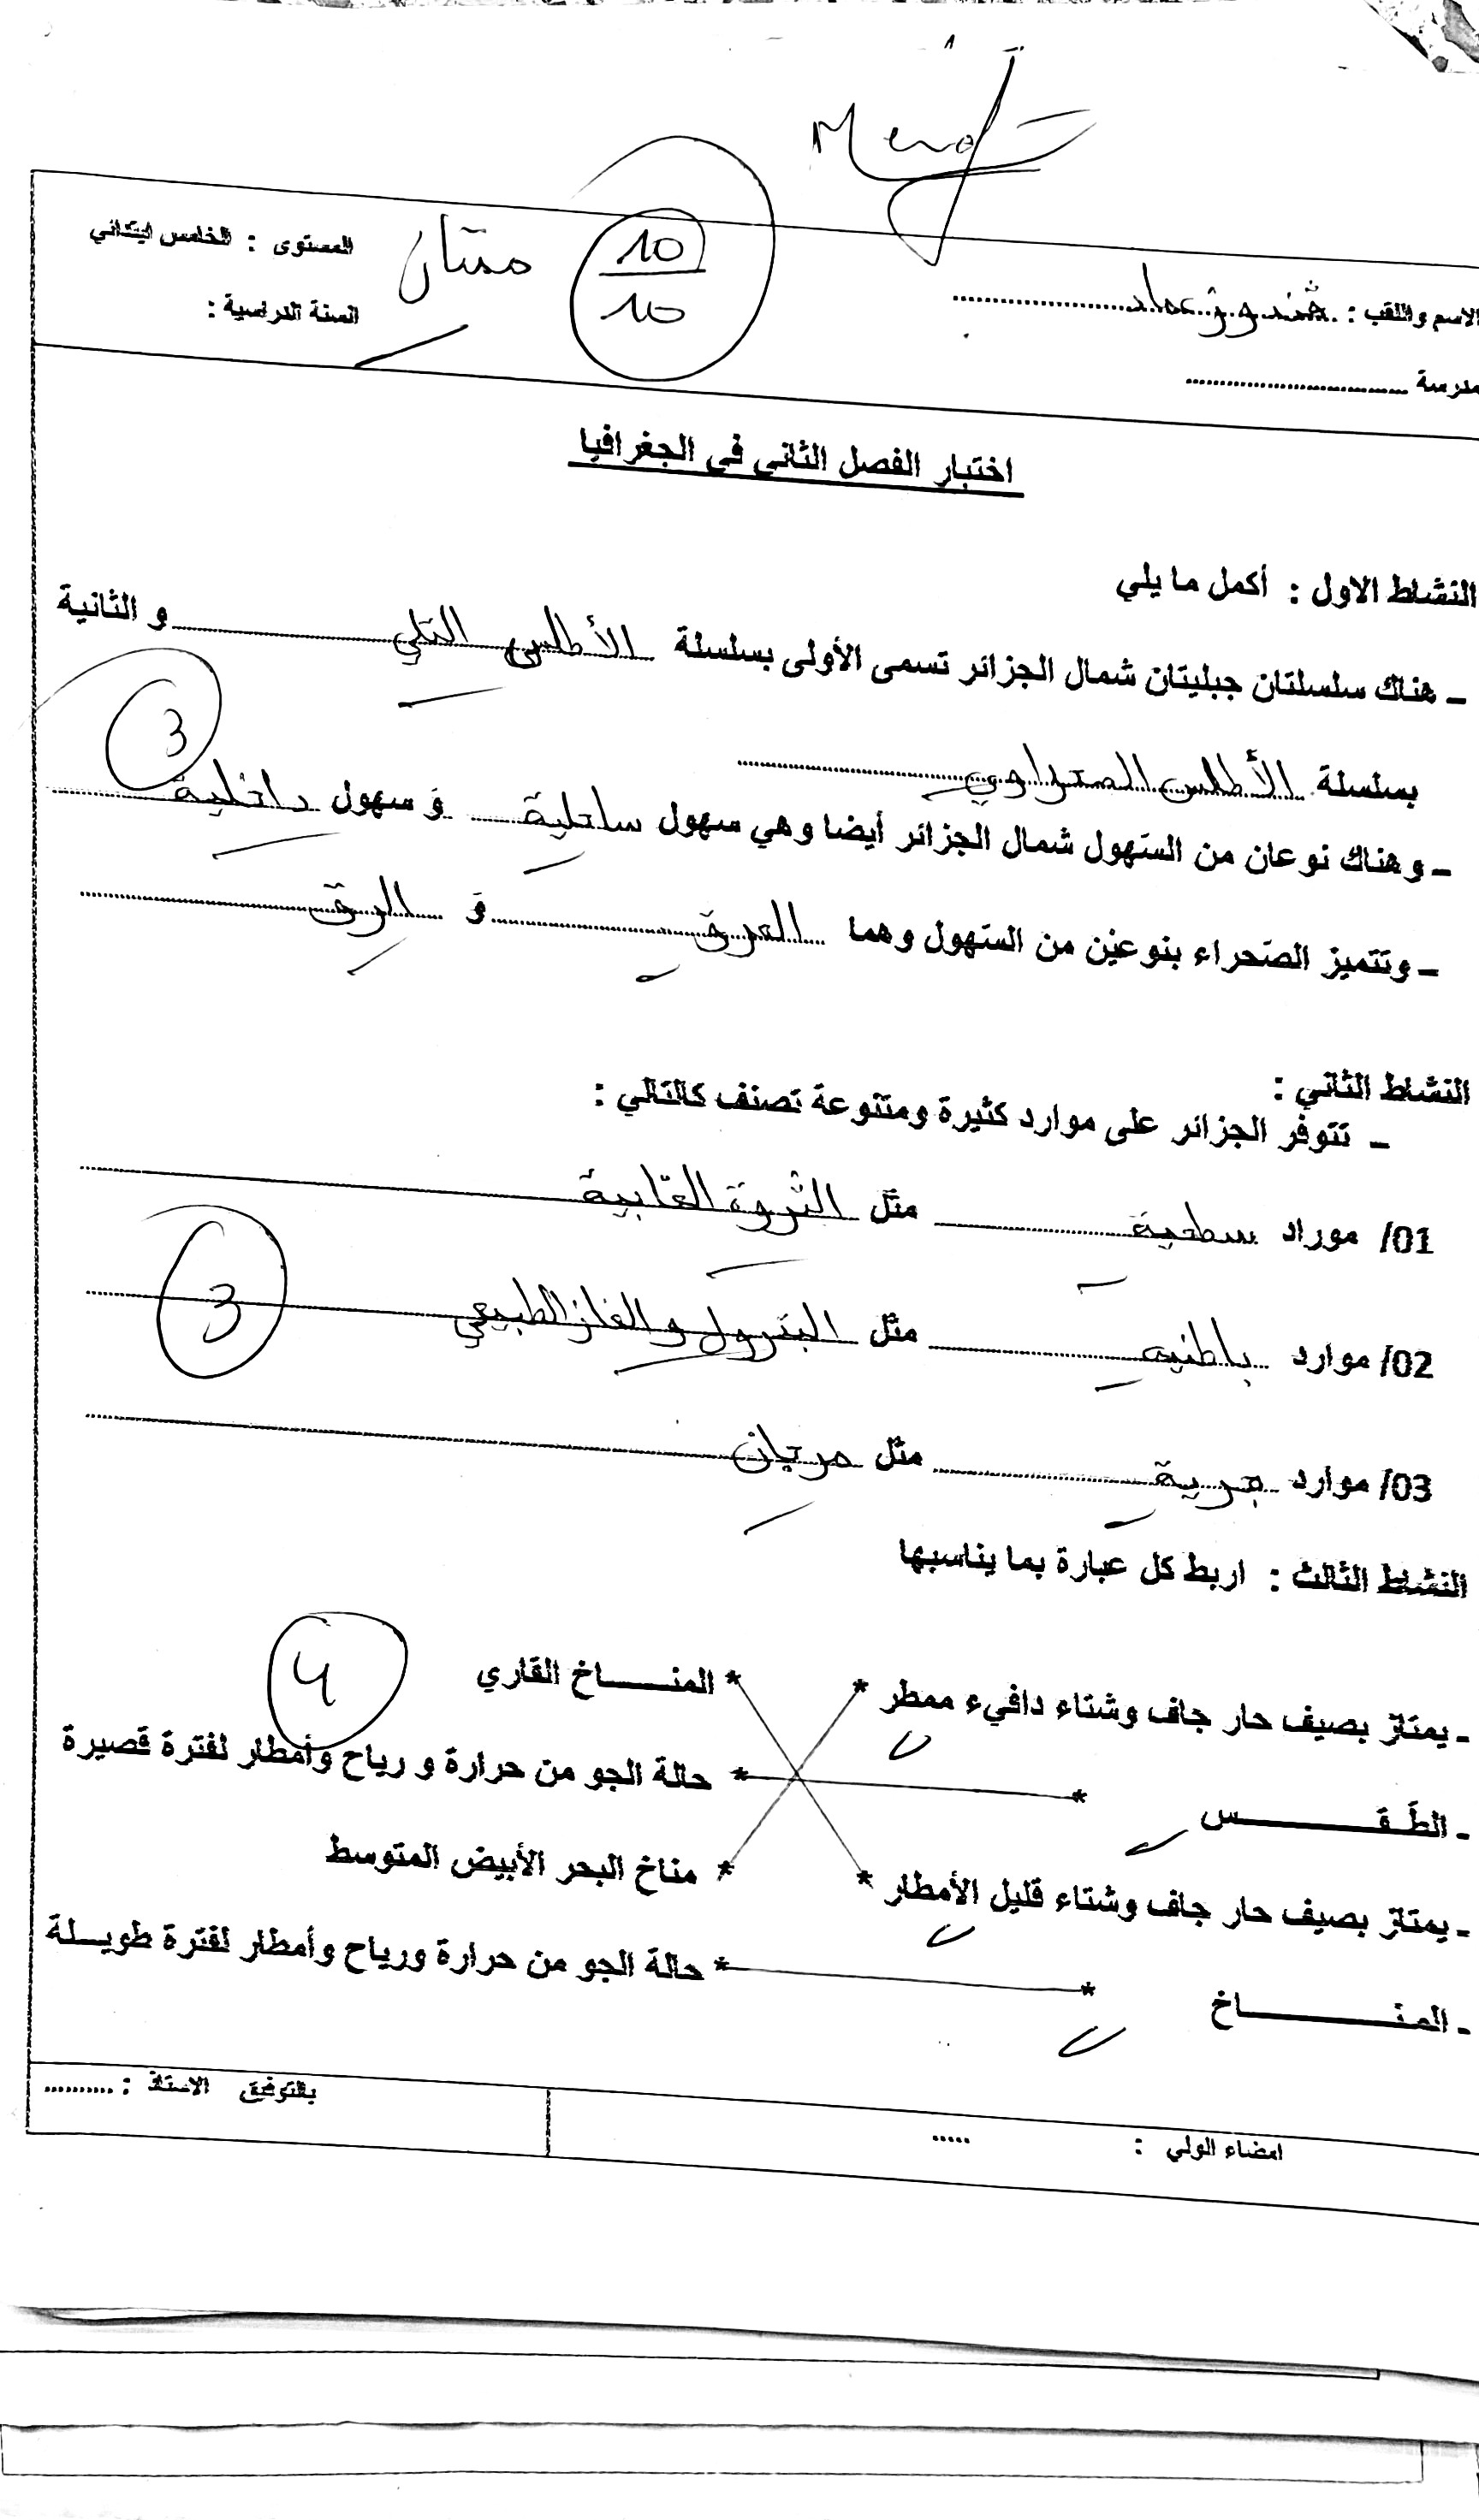 10
10
ممتاز
المستوى : الخامس ابتدائي
الاسم واللقب : عماد
السنة الدراسية :
مدرسة
اختبار الفصل الثاني في الجغرافيا
النشاط الاول : أكمل ما يلي
- هناك سلسلتان جبليتان شمال الجزائر تسمى الأولى بسلسلة الأطلس التلي و الثانية
بسلسلة الأطلس الصحراوي
3
- وهناك نوعان من السّهول شمال الجزائر أيضا وهي سهول ساحلية وَ سهول داخلية
- وتتميز الصّحراء بنوعين من السّهول وهما العرق وَ الرق
النشاط الثاني :
- تتوفر الجزائر على موارد كثيرة ومتنوعة تصنف كالتالي :
01/ موراد سطحية مثل الثروة الغابية
02/ موارد باطنية مثل البترول والغاز الطبيعي
3
03/ موارد بحرية مثل مرجان
النشاط الثالث : اربط كل عبارة بما يناسبها
4
- يمتاز بصيف حار جاف وشتاء دافيء ممطر * * المنـــــاخ القاري
- الطّـقـــــــس * * حالة الجو من حرارة و رياح وأمطار لفترة قصيرة
- يمتاز بصيف حار جاف وشتاء قليل الأمطار * * مناخ البحر الأبيض المتوسط
- المنـــــــاخ * * حالة الجو من حرارة ورياح وأمطار لفترة طويـلة
امضاء الولي : .....
بالتوفيق الاستاذ : ..........